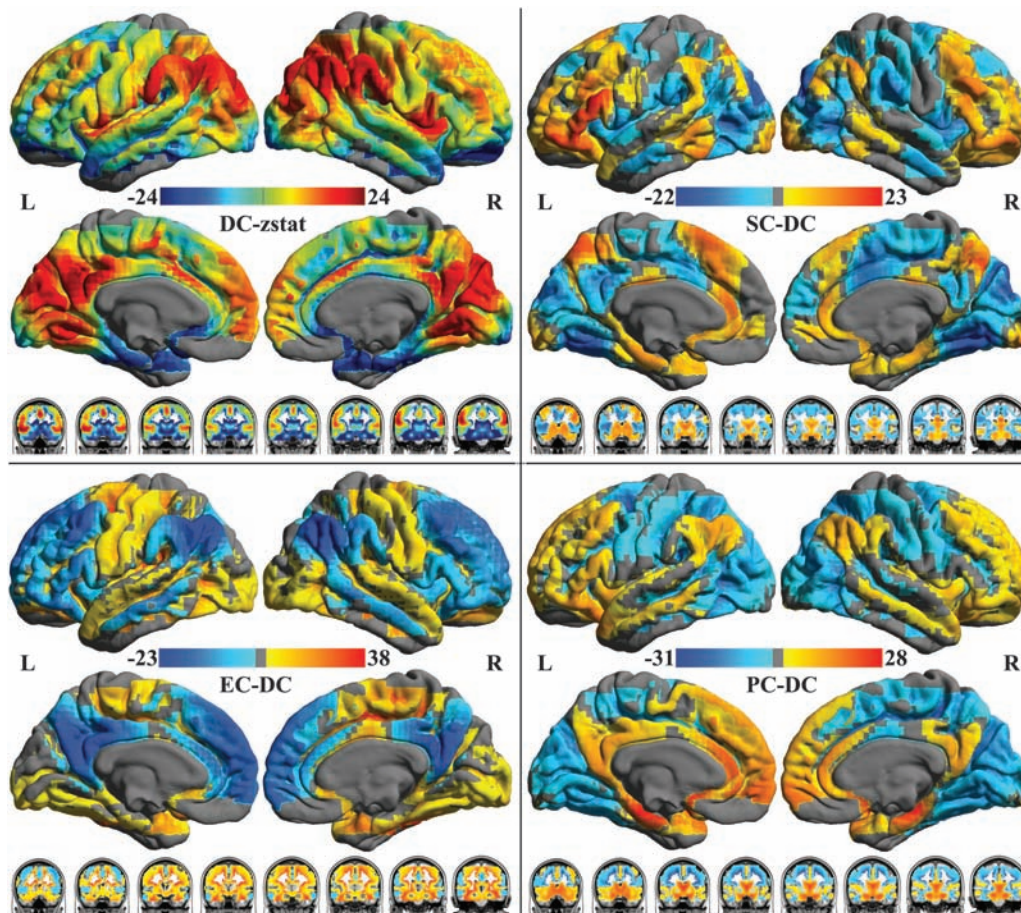 L -24 24 R
DC-zstat
L -22 23 R
SC-DC
L -23 38 R
EC-DC
L -31 28 R
PC-DC